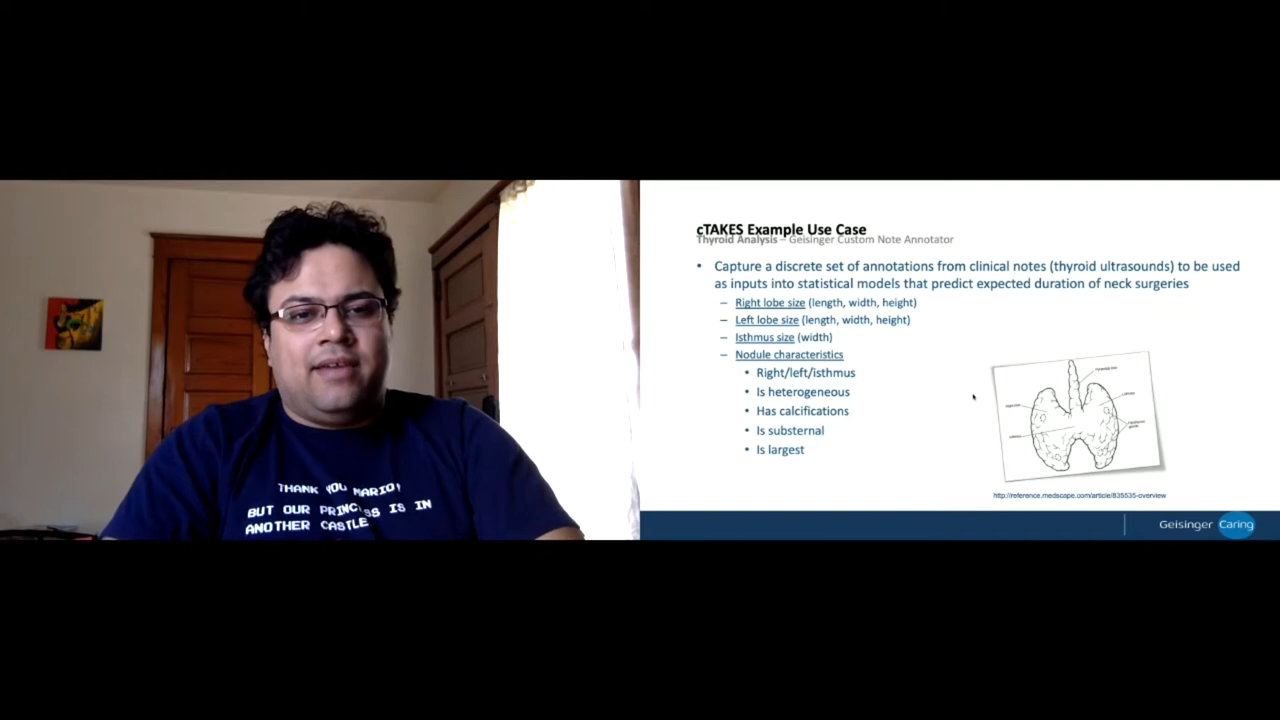 THANK YOU MARIO!
BUT OUR PRINCESS IS IN
ANOTHER CASTLE
cTAKES Example Use Case
Thyroid Analysis – Geisinger Custom Note Annotator
• Capture a discrete set of annotations from clinical notes (thyroid ultrasounds) to be used
as inputs into statistical models that predict expected duration of neck surgeries
– Right lobe size (length, width, height)
– Left lobe size (length, width, height)
– Isthmus size (width)
– Nodule characteristics
• Right/left/isthmus
• Is heterogeneous
• Has calcifications
• Is substernal
• Is largest
http://reference.medscape.com/article/835535-overview
Geisinger Caring